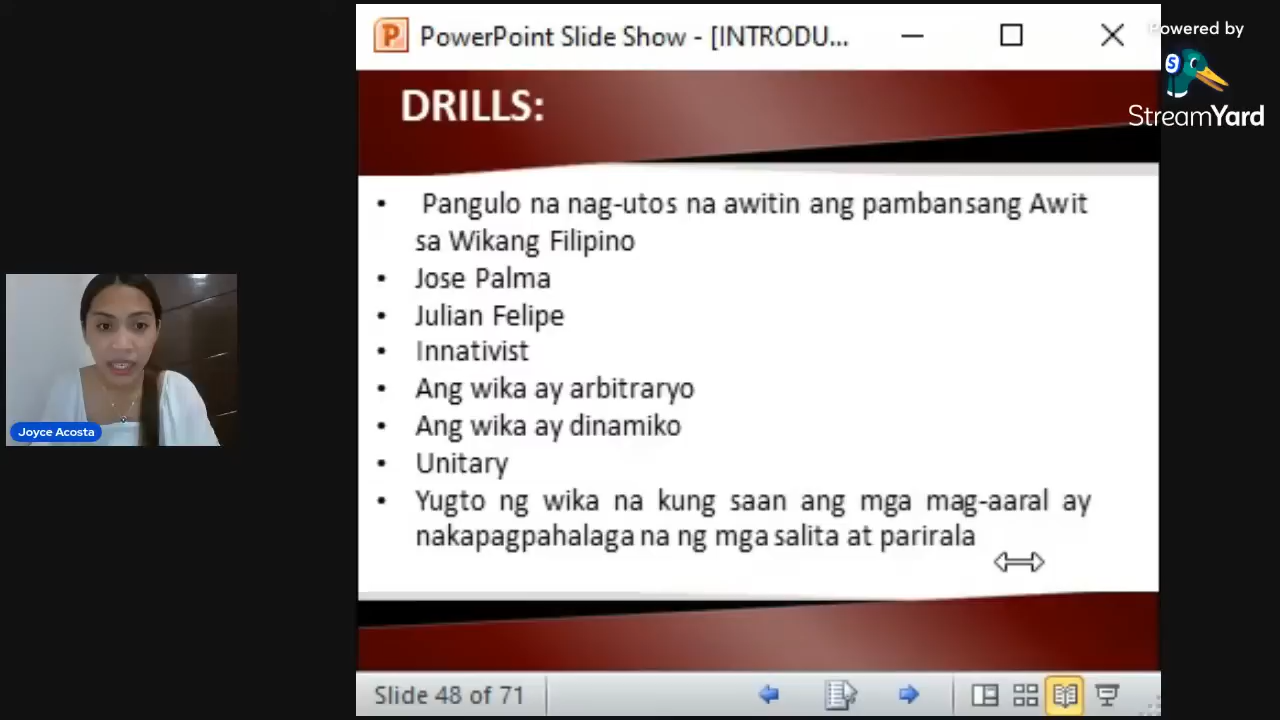 PowerPoint Slide Show - [INTRODU...
Powered by
StreamYard
DRILLS:
• Pangulo na nag-utos na awitin ang pambansang Awit
sa Wikang Filipino
• Jose Palma
• Julian Felipe
• Innativist
• Ang wika ay arbitraryo
• Ang wika ay dinamiko
• Unitary
• Yugto ng wika na kung saan ang mga mag-aaral ay
nakapagpahalaga na ng mga salita at parirala
Joyce Acosta
Slide 48 of 71